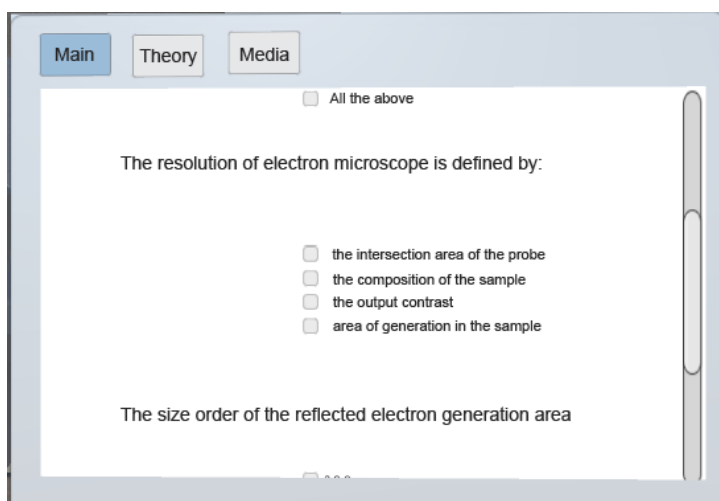 Main
Theory
Media
All the above
The resolution of electron microscope is defined by:
the intersection area of the probe
the composition of the sample
the output contrast
area of generation in the sample
The size order of the reflected electron generation area